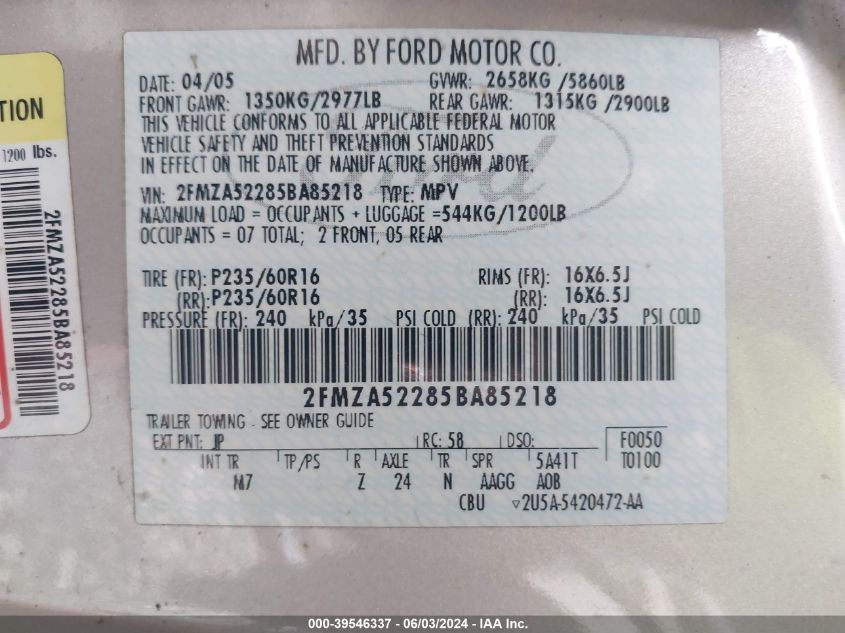 MFD. BY FORD MOTOR CO.
DATE: 04/05 GVWR: 2658KG /5860LB
FRONT GAWR: 1350KG/2977LB REAR GAWR: 1315KG /2900LB
THIS VEHICLE CONFORMS TO ALL APPLICABLE FEDERAL MOTOR
VEHICLE SAFETY AND THEFT PREVENTION STANDARDS
IN EFFECT ON THE DATE OF MANUFACTURE SHOWN ABOVE.
VIN: 2FMZA52285BA85218 TYPE: MPV
MAXIMUM LOAD = OCCUPANTS + LUGGAGE =544KG/1200LB
OCCUPANTS = 07 TOTAL; 2 FRONT, 05 REAR
TIRE (FR): P235/60R16 RIMS (FR): 16X6.5J
(RR): P235/60R16 (RR): 16X6.5J
PRESSURE (FR): 240 kPa/35 PSI COLD (RR): 240 kPa/35 PSI COLD
2FMZA52285BA85218
TRAILER TOWING - SEE OWNER GUIDE
EXT PNT: JP RC: 58 DSO: F0050
INT TR TP/PS R AXLE TR SPR 5A41T T0100
M7 Z 24 N AAGG AOB
CBU ▿2U5A-5420472-AA
Ford
TION
1200 lbs.
2FMZA52285BA85218
000-39546337 - 06/03/2024 - IAA Inc.